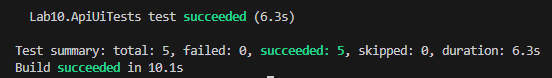 Lab10.ApiUiTests test succeeded (6.3s)
Test summary: total: 5, failed: 0, succeeded: 5, skipped: 0, duration: 6.3s
Build succeeded in 10.1s